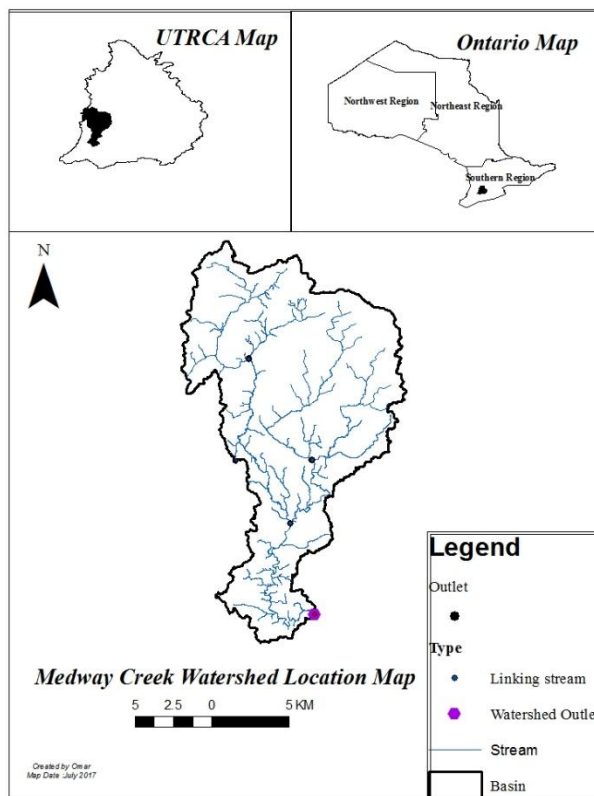 UTRCA Map
Ontario Map
Northwest Region
Northeast Region
Southern Region
N
Medway Creek Watershed Location Map
5 2.5 0 5 KM
Created by Omar
Map Date :July 2017
Legend
Outlet
Type
Linking stream
Watershed Outle
Stream
Basin